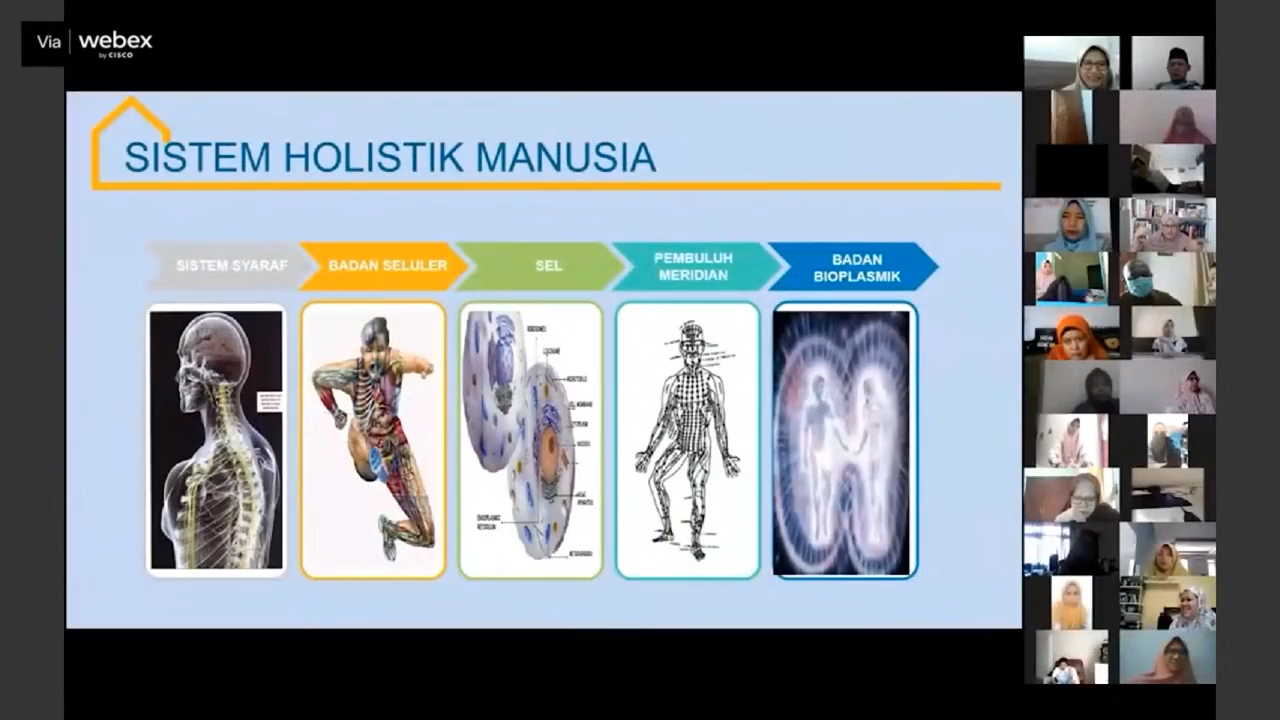 Via webex
by CISCO
SISTEM HOLISTIK MANUSIA
SISTEM SYARAF
BADAN SELULER
SEL
PEMBULUH
MERIDIAN
BADAN
BIOPLASMIK